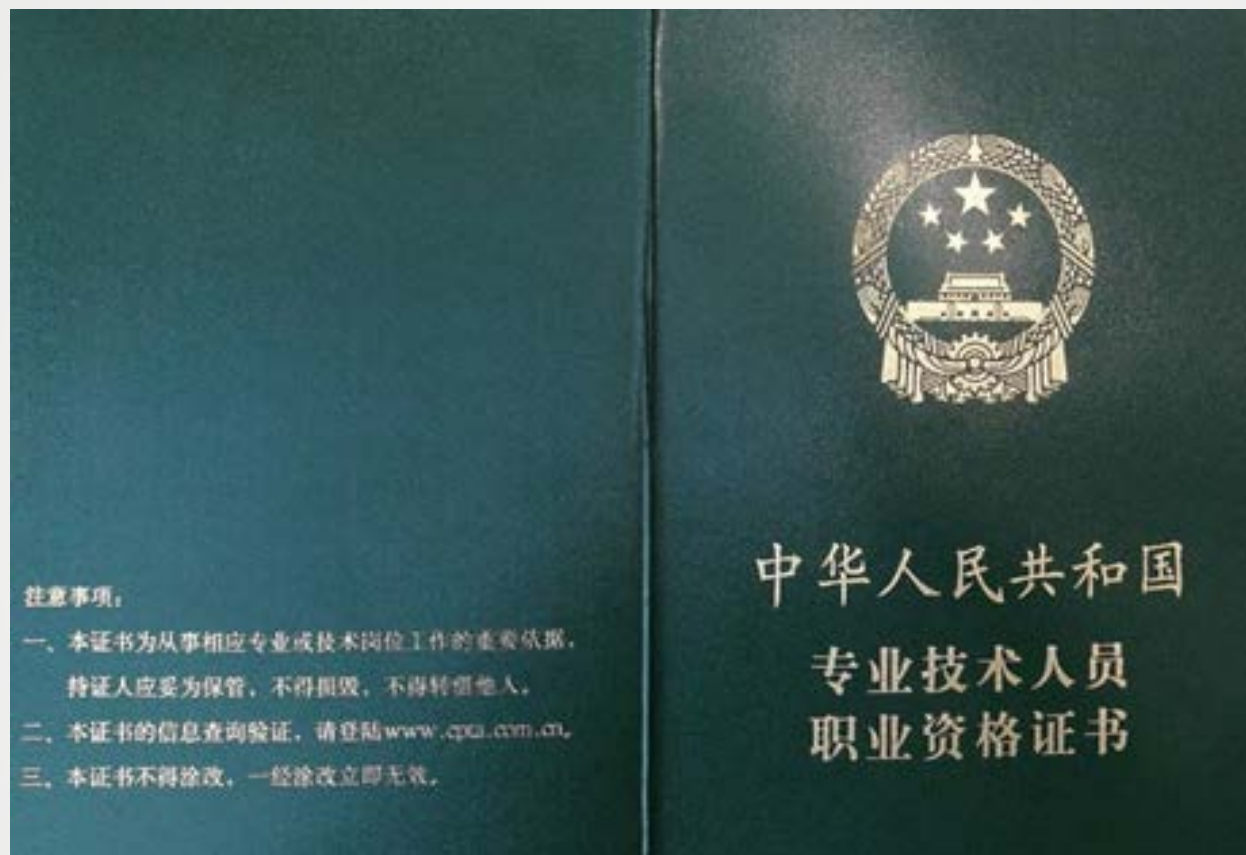 注意事项：
一、本证书为从事相应专业或技术岗位工作的重要依据，
持证人应妥为保管，不得损毁，不得转借他人。
二、本证书的信息查询验证，请登陆www.cpta.com.cn。
三、本证书不得涂改，一经涂改立即无效。
中华人民共和国
专业技术人员
职业资格证书